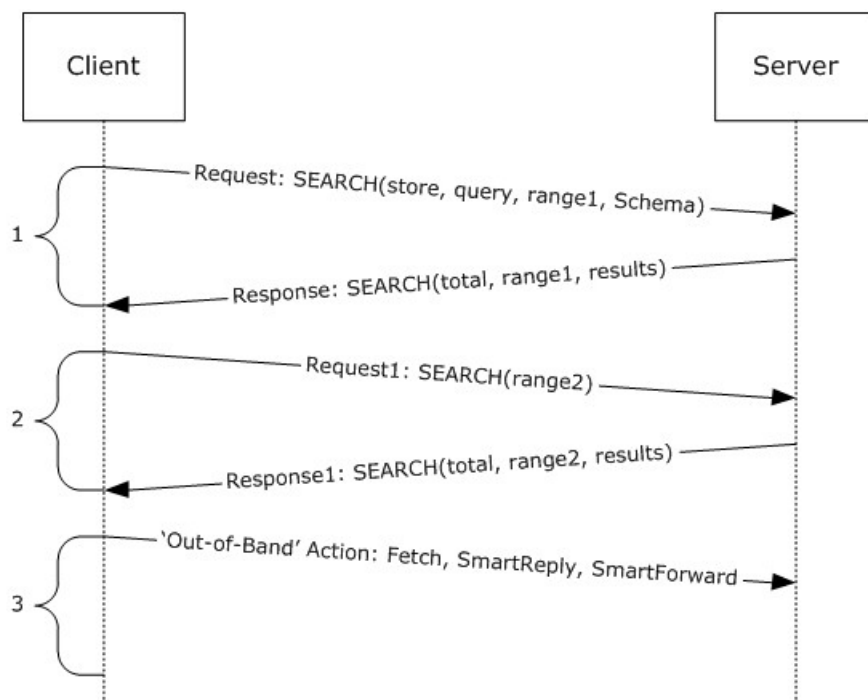 Client
Server
Request: SEARCH(store, query, range1, Schema)
1
Response: SEARCH(total, range1, results)
Request1: SEARCH(range2)
2
Response1: SEARCH(total, range2, results)
‘Out-of-Band’ Action: Fetch, SmartReply, SmartForward
3